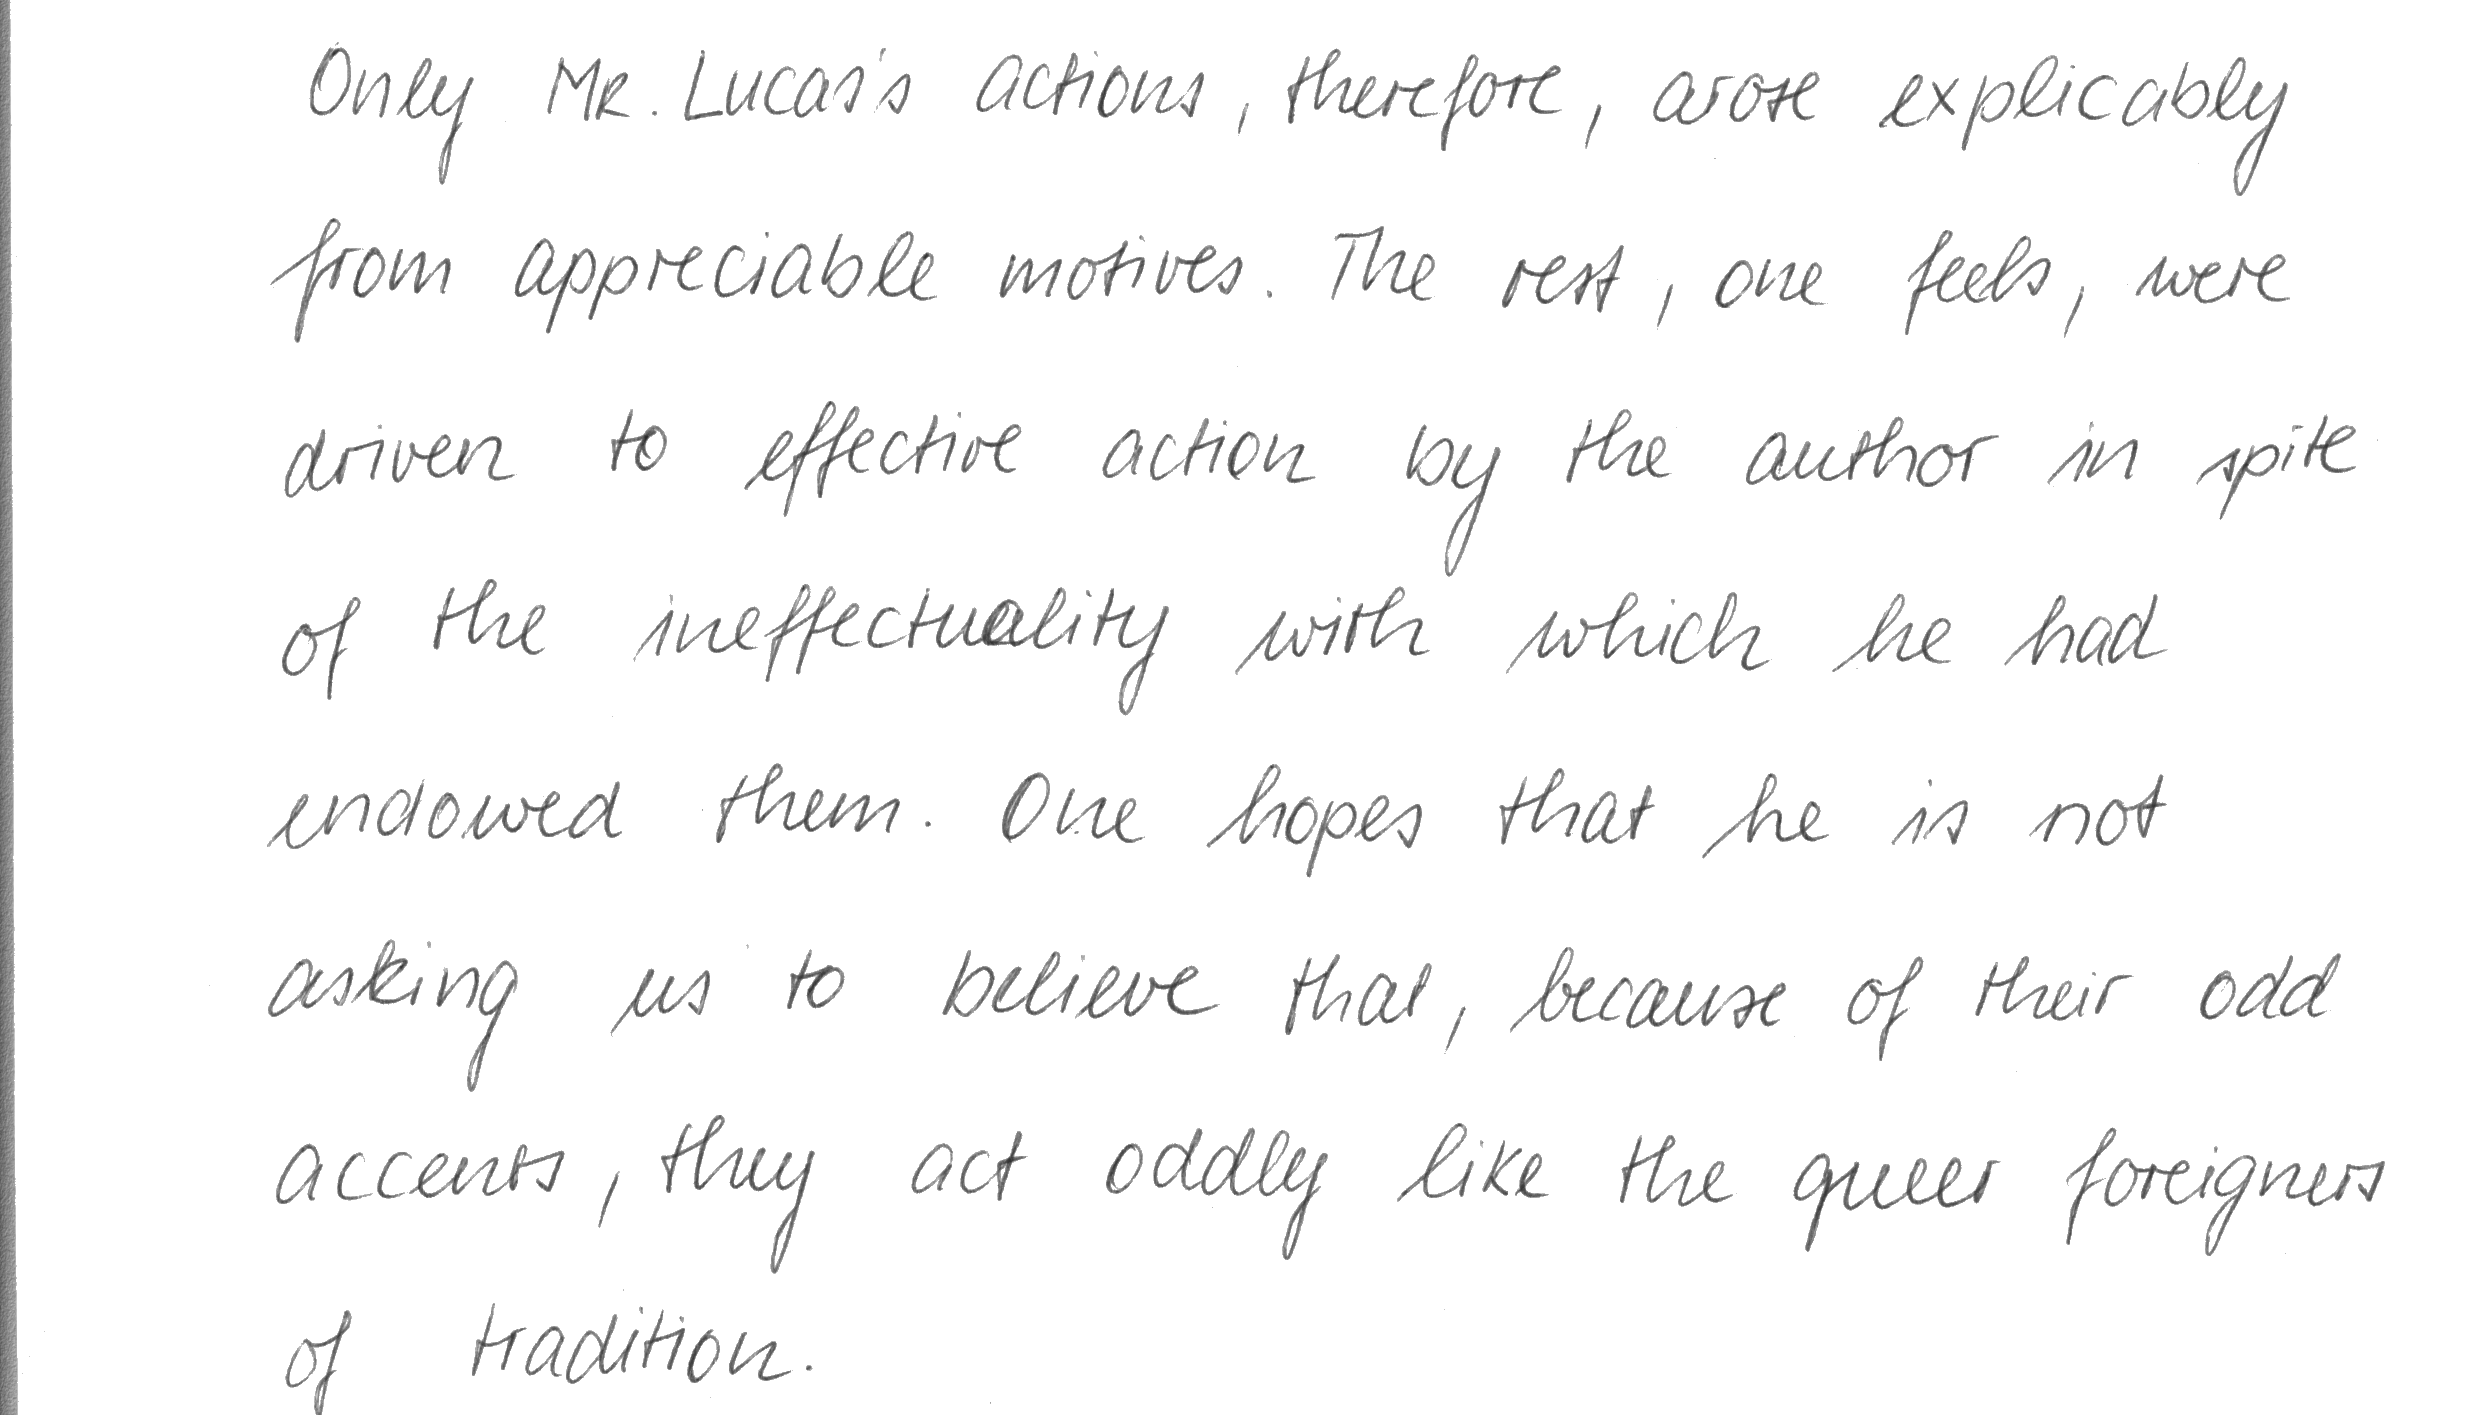 Only Mr. Lucas's actions, therefore, arose explicably
from appreciable motives. The rest, one feels, were
driven to effective action by the author in spite
of the ineffectuality with which he had
endowed them. One hopes that he is not
asking us to believe that, because of their odd
accents, they act oddly like the queer foreigners
of tradition.